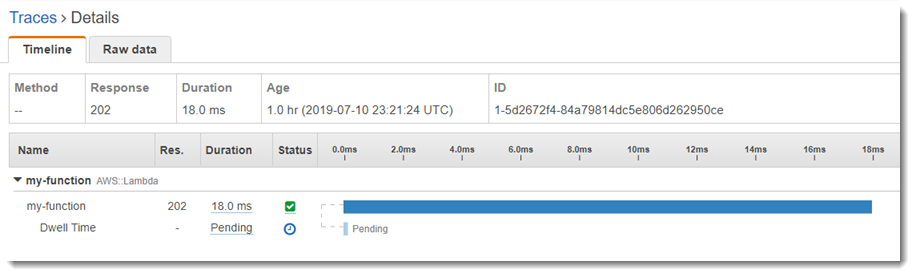 Traces › Details
Timeline Raw data
Method Response Duration Age ID
-- 202 18.0 ms 1.0 hr (2019-07-10 23:21:24 UTC) 1-5d2672f4-84a79814dc5e806d262950ce
Name Res. Duration Status 0.0ms 2.0ms 4.0ms 6.0ms 8.0ms 10ms 12ms 14ms 16ms 18ms
my-function AWS::Lambda
my-function 202 18.0 ms
Dwell Time - Pending Pending